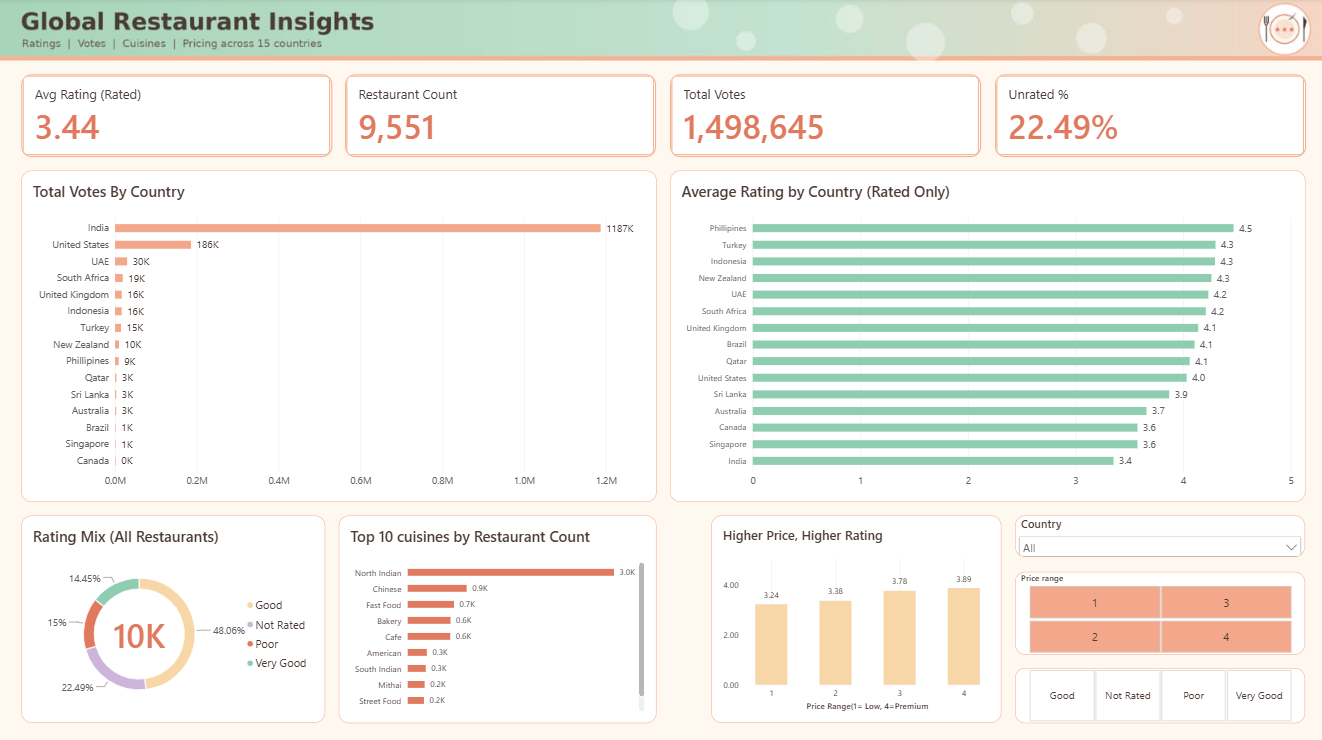 Global Restaurant Insights
Ratings | Votes | Cuisines | Pricing across 15 countries
Avg Rating (Rated)
3.44
Restaurant Count
9,551
Total Votes
1,498,645
Unrated %
22.49%
Total Votes By Country
India 1187K
United States 186K
UAE 30K
South Africa 19K
United Kingdom 16K
Indonesia 16K
Turkey 15K
New Zealand 10K
Phillipines 9K
Qatar 3K
Sri Lanka 3K
Australia 3K
Brazil 1K
Singapore 1K
Canada 0K
0.0M 0.2M 0.4M 0.6M 0.8M 1.0M 1.2M
Average Rating by Country (Rated Only)
Phillipines 4.5
Turkey 4.3
Indonesia 4.3
New Zealand 4.3
UAE 4.2
South Africa 4.2
United Kingdom 4.1
Brazil 4.1
Qatar 4.1
United States 4.0
Sri Lanka 3.9
Australia 3.7
Canada 3.6
Singapore 3.6
India 3.4
0 1 2 3 4 5
Rating Mix (All Restaurants)
14.45%
15%
10K
48.06%
22.49%
Good
Not Rated
Poor
Very Good
Top 10 cuisines by Restaurant Count
North Indian 3.0K
Chinese 0.9K
Fast Food 0.7K
Bakery 0.6K
Cafe 0.6K
American 0.3K
South Indian 0.3K
Mithai 0.2K
Street Food 0.2K
Higher Price, Higher Rating
4.00
2.00
0.00
3.24 3.38 3.78 3.89
1 2 3 4
Price Range(1= Low, 4=Premium
Country
All
Price range
1 3
2 4
Good Not Rated Poor Very Good